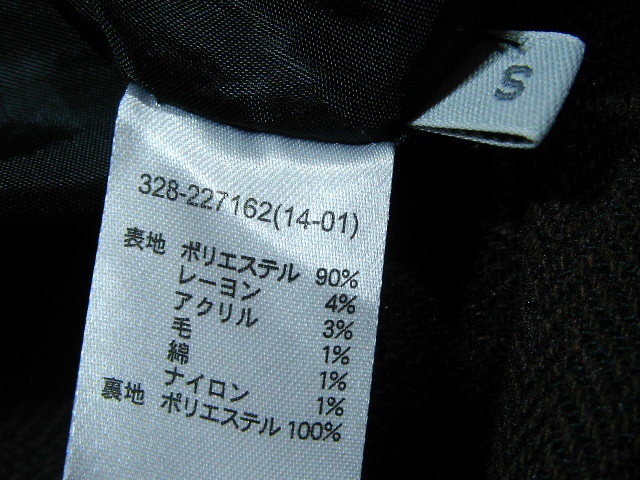 S
328-227162(14-01)
表地 ポリエステル 90%
レーヨン 4%
アクリル 3%
毛 1%
綿 1%
ナイロン 1%
裏地 ポリエステル 100%